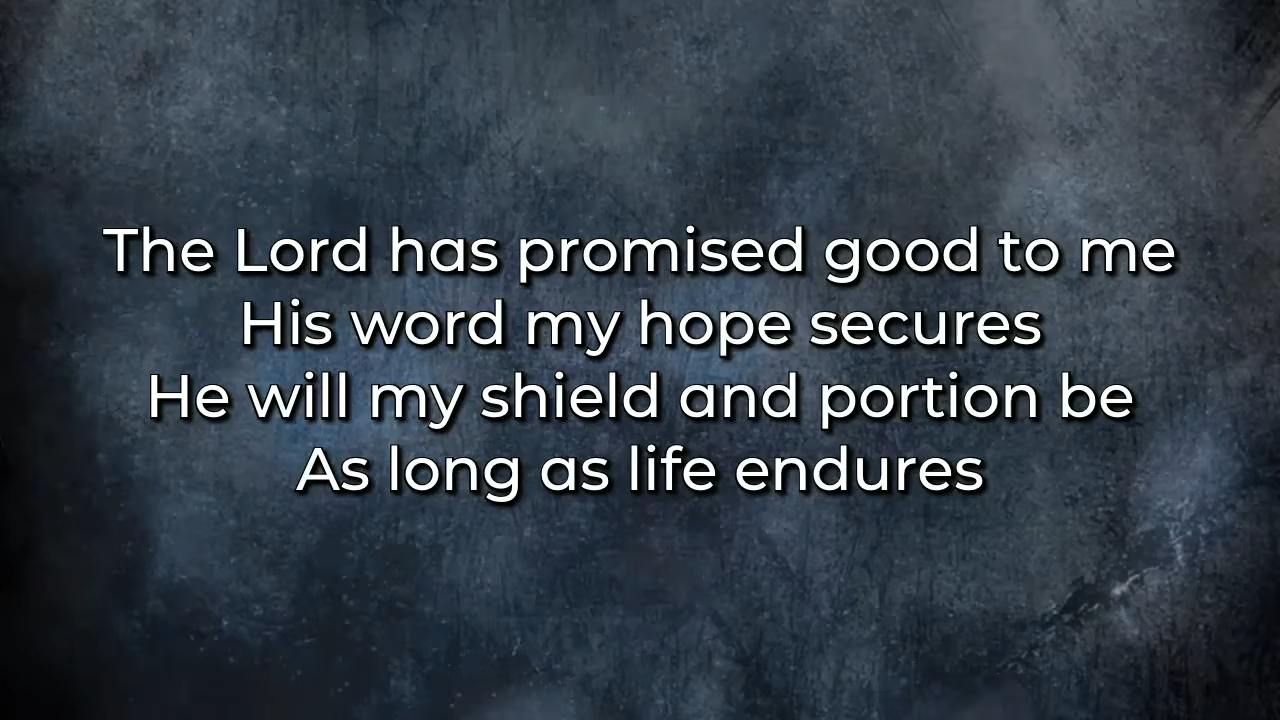 The Lord has promised good to me
His word my hope secures
He will my shield and portion be
As long as life endures